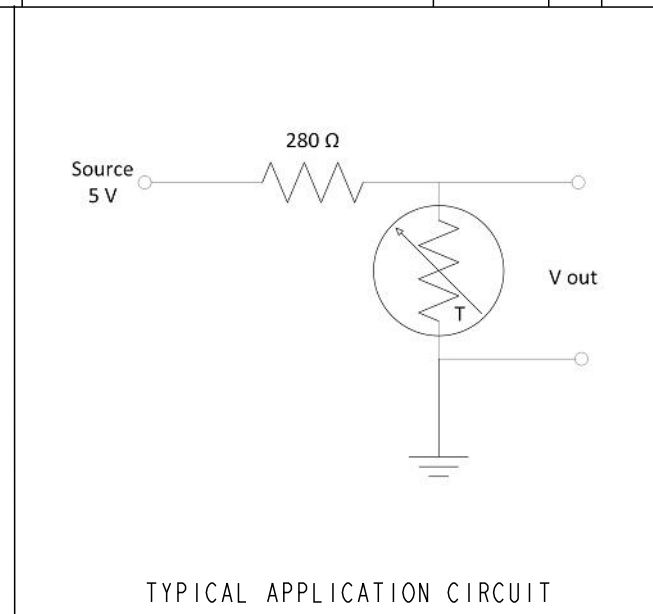 280 Ω
Source
5 V
V out
T
TYPICAL APPLICATION CIRCUIT